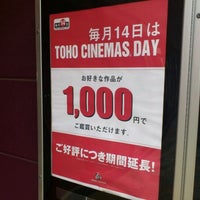 毎月14日は
TOHO CINEMAS DAY
お好きな作品が
1,000円で
ご鑑賞いただけます。
ご好評につき期間延長!